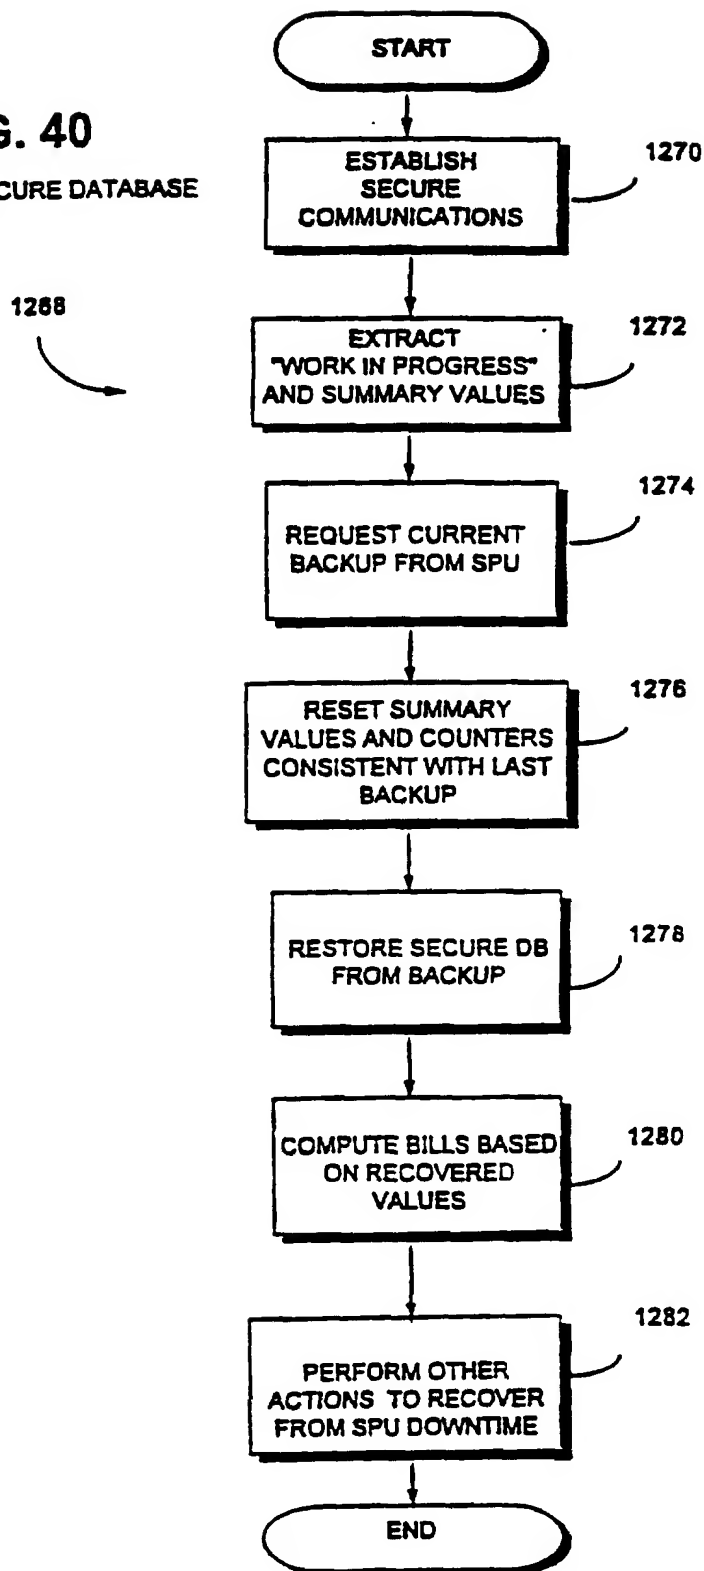 START
G. 40
CURE DATABASE
ESTABLISH
SECURE
COMMUNICATIONS
1270
1268
EXTRACT
"WORK IN PROGRESS"
AND SUMMARY VALUES
1272
REQUEST CURRENT
BACKUP FROM SPU
1274
RESET SUMMARY
VALUES AND COUNTERS
CONSISTENT WITH LAST
BACKUP
1276
RESTORE SECURE DB
FROM BACKUP
1278
COMPUTE BILLS BASED
ON RECOVERED
VALUES
1280
PERFORM OTHER
ACTIONS TO RECOVER
FROM SPU DOWNTIME
1282
END